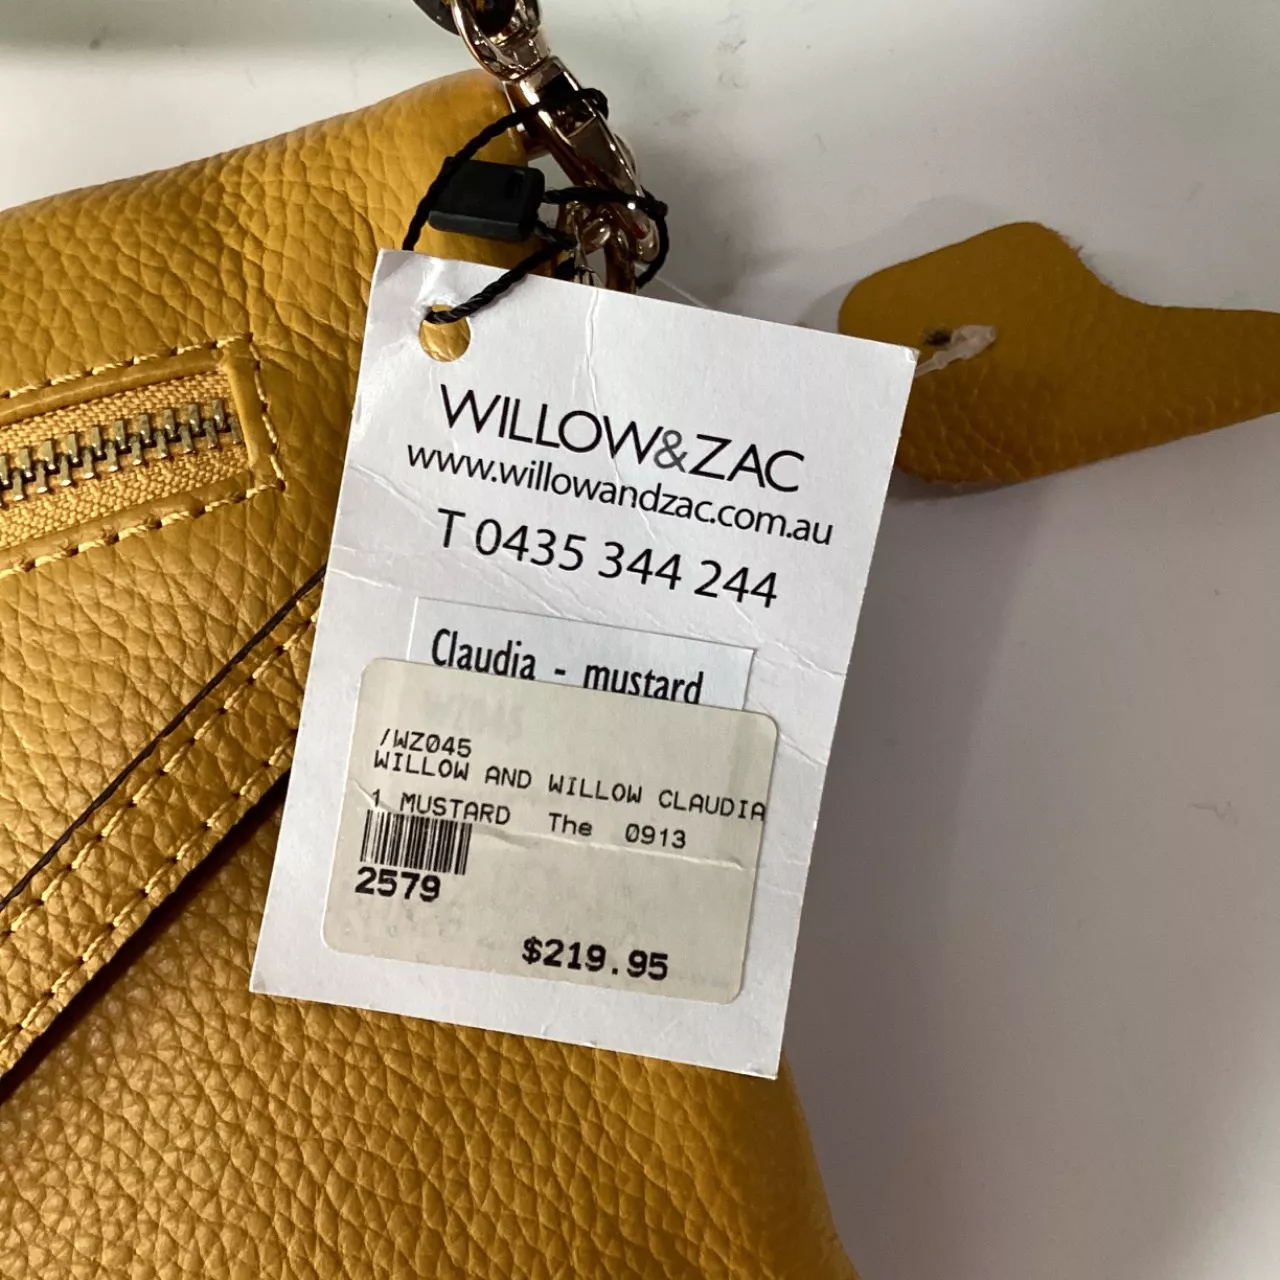 WILLOW&ZAC
www.willowandzac.com.au
T 0435 344 244
Claudia - mustard
WZ045
/WZ045
WILLOW AND WILLOW CLAUDIA
1 MUSTARD The 0913
2579
$219.95